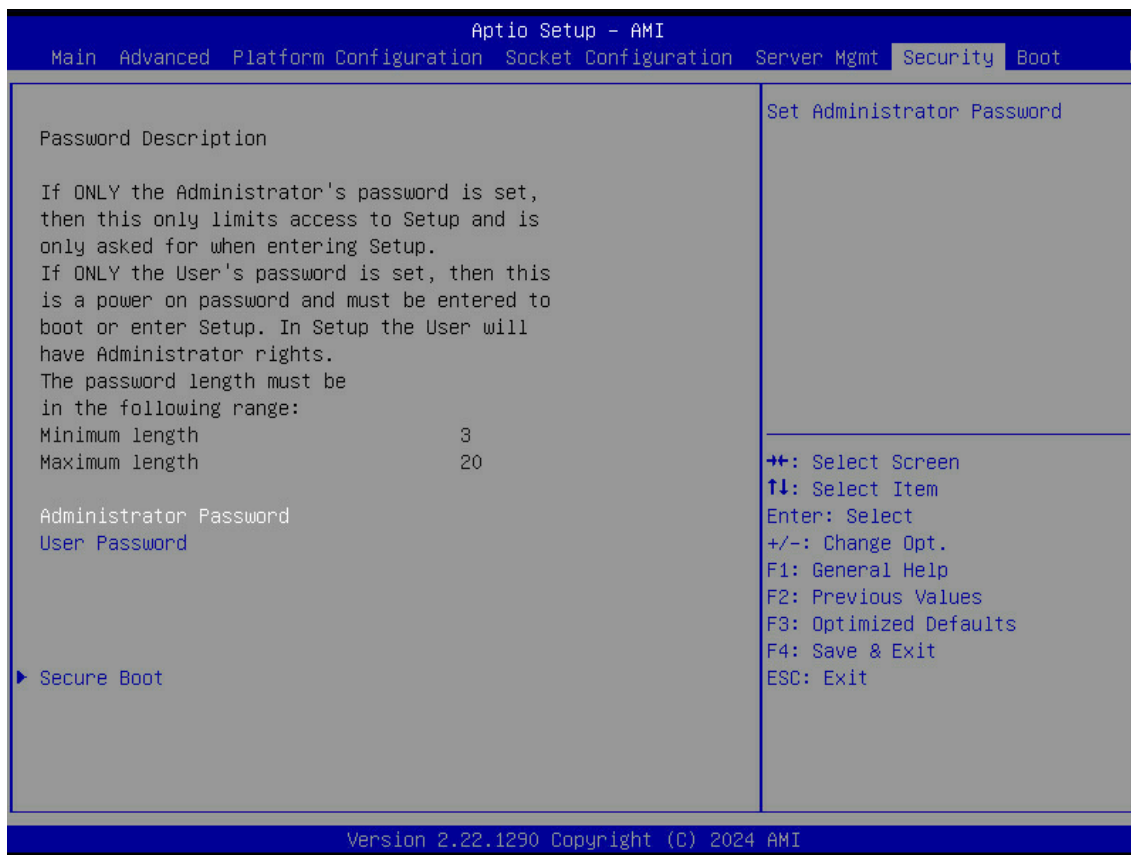 Aptio Setup – AMI
Main Advanced Platform Configuration Socket Configuration Server Mgmt Security Boot
Password Description
If ONLY the Administrator's password is set,
then this only limits access to Setup and is
only asked for when entering Setup.
If ONLY the User's password is set, then this
is a power on password and must be entered to
boot or enter Setup. In Setup the User will
have Administrator rights.
The password length must be
in the following range:
Minimum length 3
Maximum length 20
Administrator Password
User Password
Secure Boot
Set Administrator Password
→←: Select Screen
↑↓: Select Item
Enter: Select
+/-: Change Opt.
F1: General Help
F2: Previous Values
F3: Optimized Defaults
F4: Save & Exit
ESC: Exit
Version 2.22.1290 Copyright (C) 2024 AMI